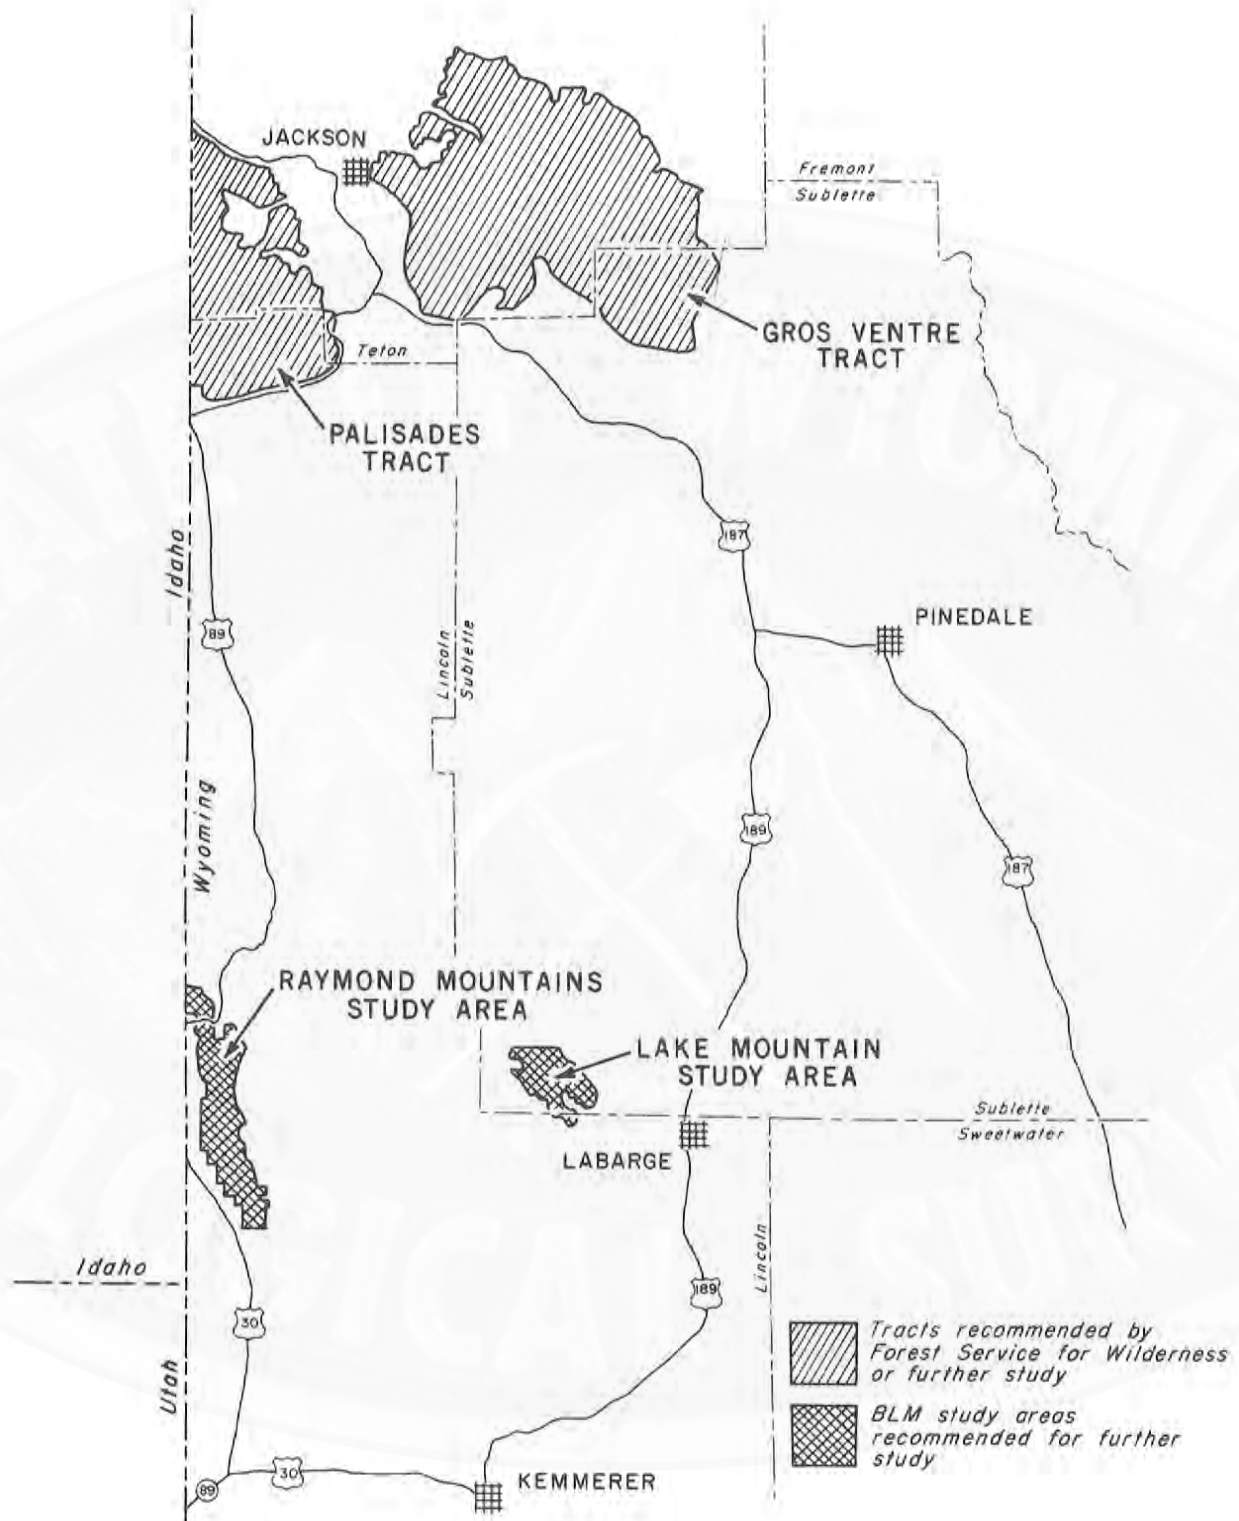 JACKSON
Fremont
Sublette
GROS VENTRE
TRACT
Teton
PALISADES
TRACT
187
Idaho
89
PINEDALE
Lincoln
Sublette
Wyoming
189
187
RAYMOND MOUNTAINS
STUDY AREA
LAKE MOUNTAIN
STUDY AREA
Sublette
Sweetwater
LABARGE
Lincoln
Idaho
189
30
Utah
Tracts recommended by
Forest Service for Wilderness
or further study
BLM study areas
recommended for further
study
30
89
KEMMERER